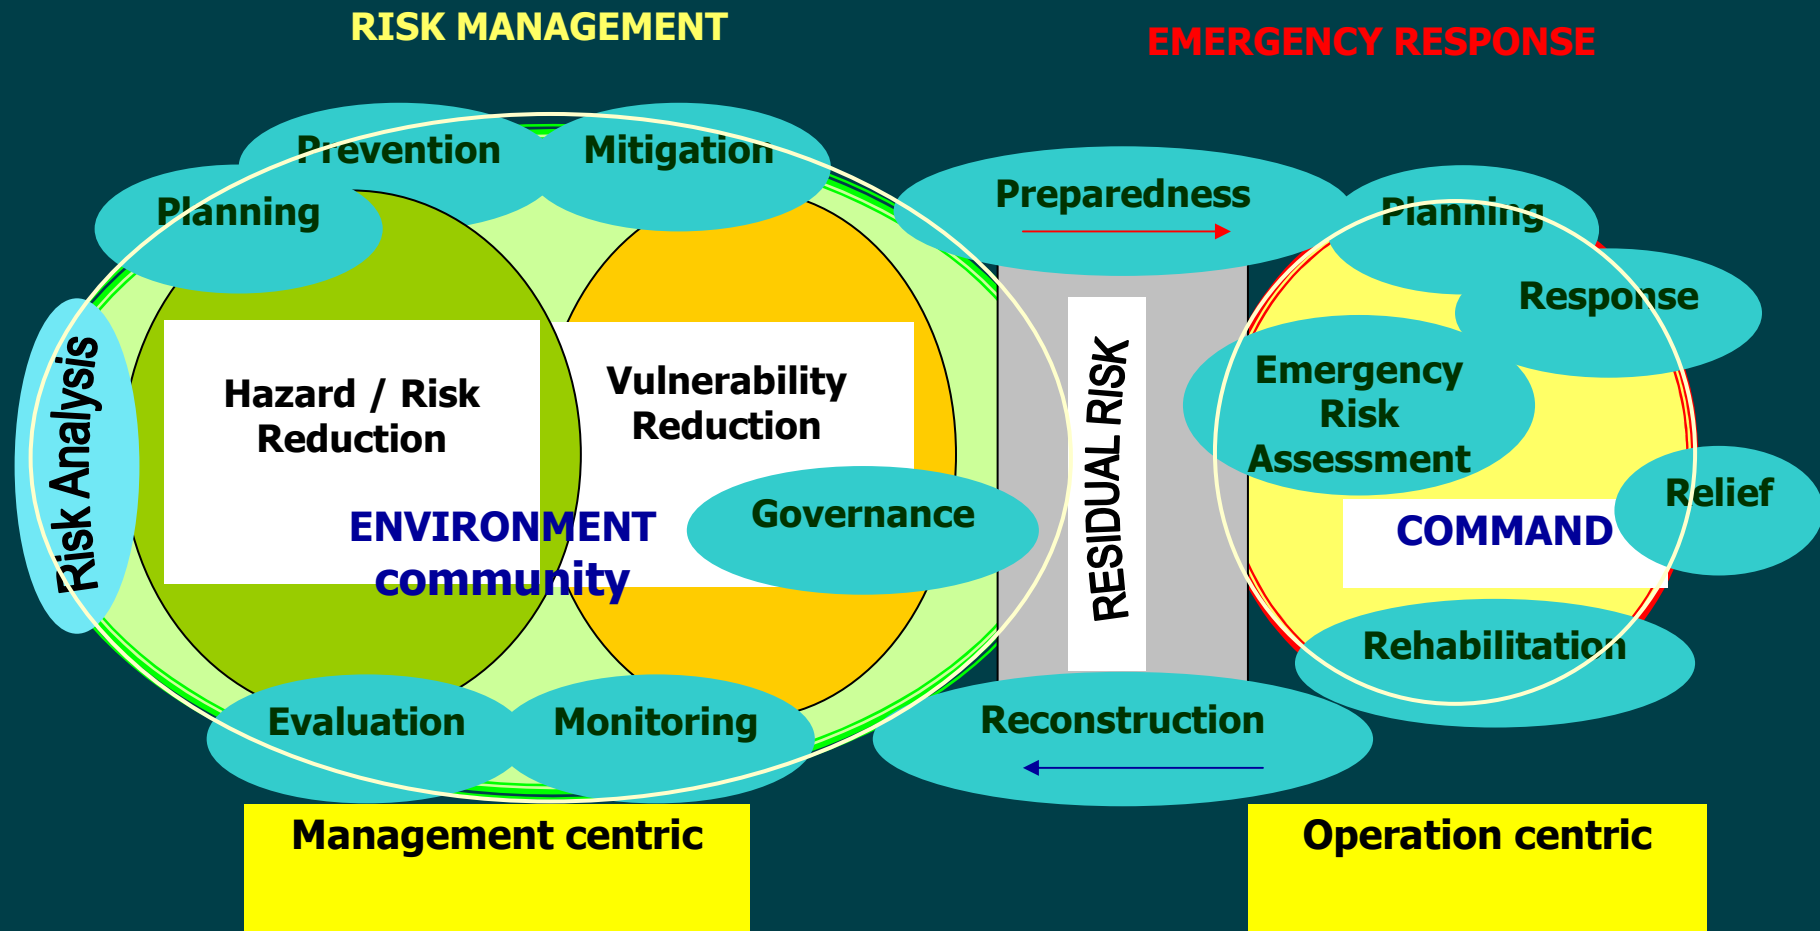 RISK MANAGEMENT
EMERGENCY RESPONSE
Prevention
Mitigation
Planning
Preparedness
Planning
Response
Risk Analysis
Hazard / Risk
Reduction
Vulnerability
Reduction
RESIDUAL RISK
Emergency
Risk
Assessment
Relief
ENVIRONMENT
community
Governance
COMMAND
Rehabilitation
Evaluation
Monitoring
Reconstruction
Management centric
Operation centric